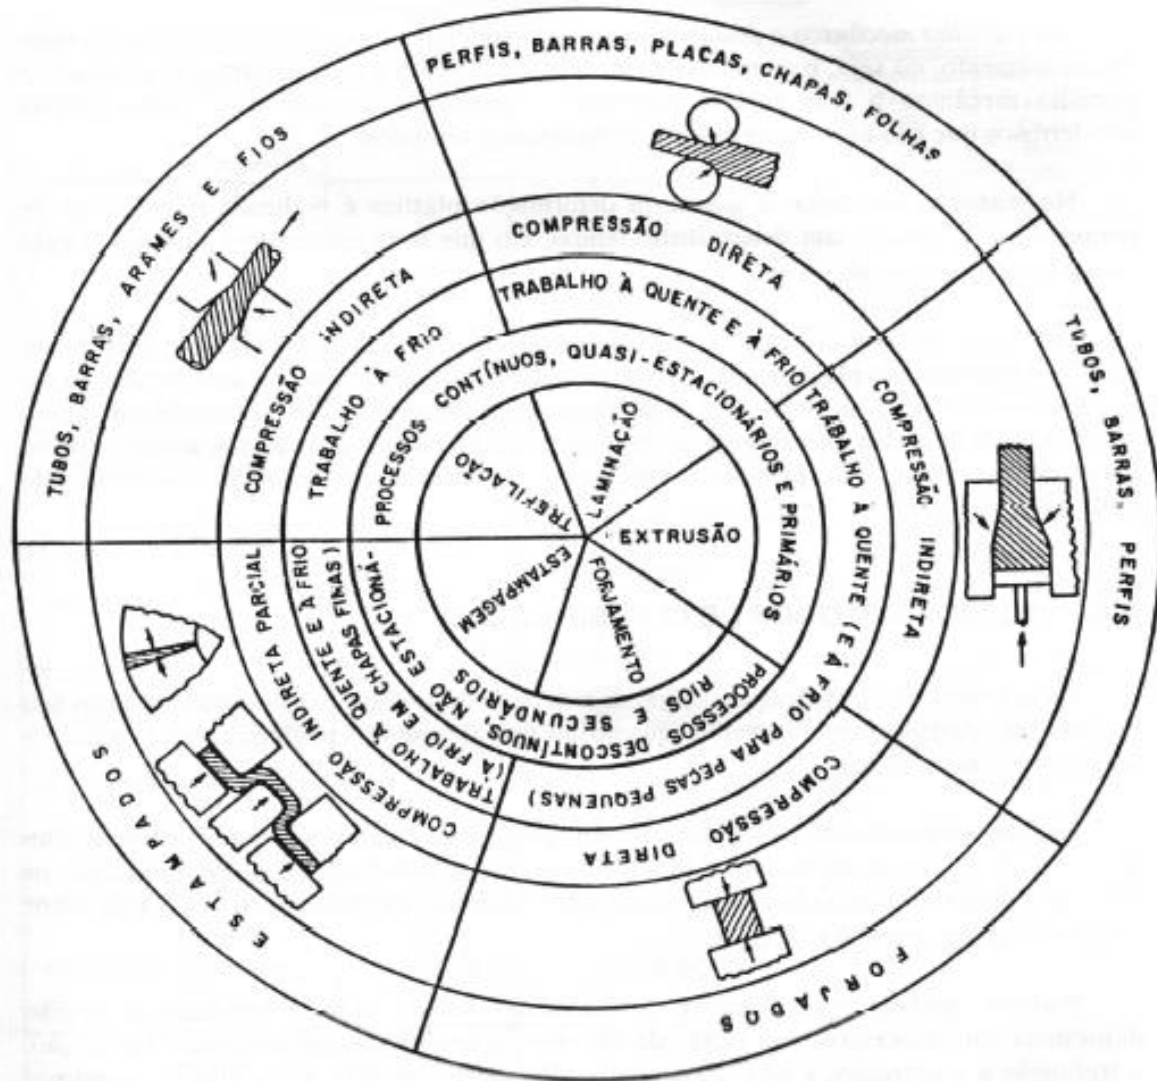 PERFIS, BARRAS, PLACAS, CHAPAS, FOLHAS
TUBOS, BARRAS, PERFIS
FORJADOS
ESTAMPADOS
TUBOS, BARRAS, ARAMES E FIOS
COMPRESSÃO DIRETA
COMPRESSÃO INDIRETA
COMPRESSÃO DIRETA
COMPRESSÃO INDIRETA PARCIAL
COMPRESSÃO INDIRETA
TRABALHO À QUENTE E À FRIO
TRABALHO À QUENTE (E À FRIO PARA PEÇAS PEQUENAS)
TRABALHO À QUENTE E À FRIO
(À FRIO EM CHAPAS FINAS)
TRABALHO À FRIO
PROCESSOS CONTÍNUOS, QUASI-ESTACIONÁRIOS E PRIMÁRIOS
PROCESSOS DESCONTÍNUOS, NÃO ESTACIONÁ-
RIOS E SECUNDÁRIOS
LAMINAÇÃO
EXTRUSÃO
FORJAMENTO
ESTAMPAGEM
TREFILAÇÃO